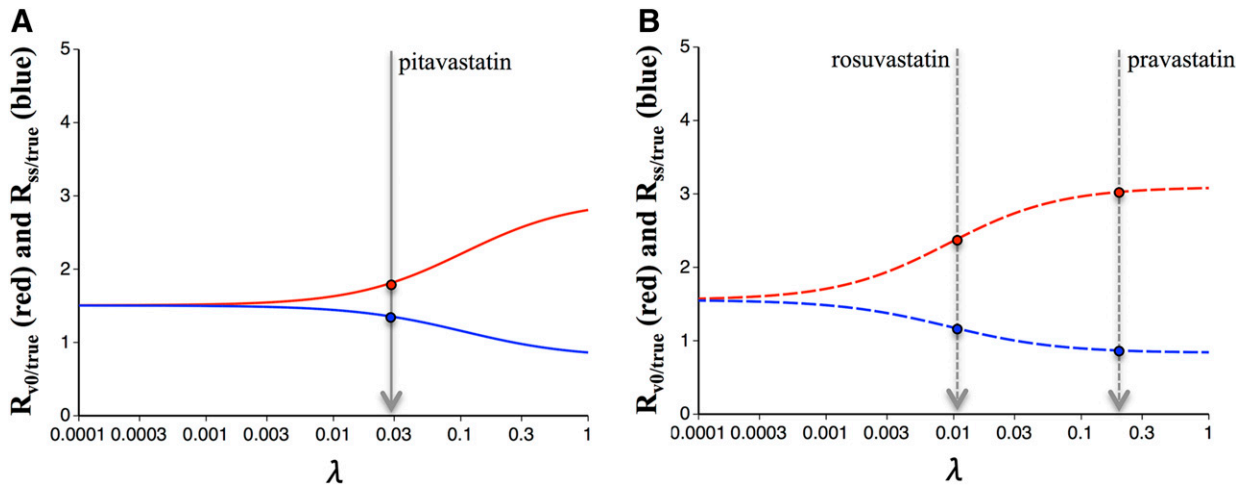 A
R_v0/true (red) and R_ss/true (blue)
5
4
3
2
1
0
pitavastatin
0.0001 0.0003 0.001 0.003 0.01 0.03 0.1 0.3 1
λ
B
R_v0/true (red) and R_ss/true (blue)
5
4
3
2
1
0
rosuvastatin
pravastatin
0.0001 0.0003 0.001 0.003 0.01 0.03 0.1 0.3 1
λ